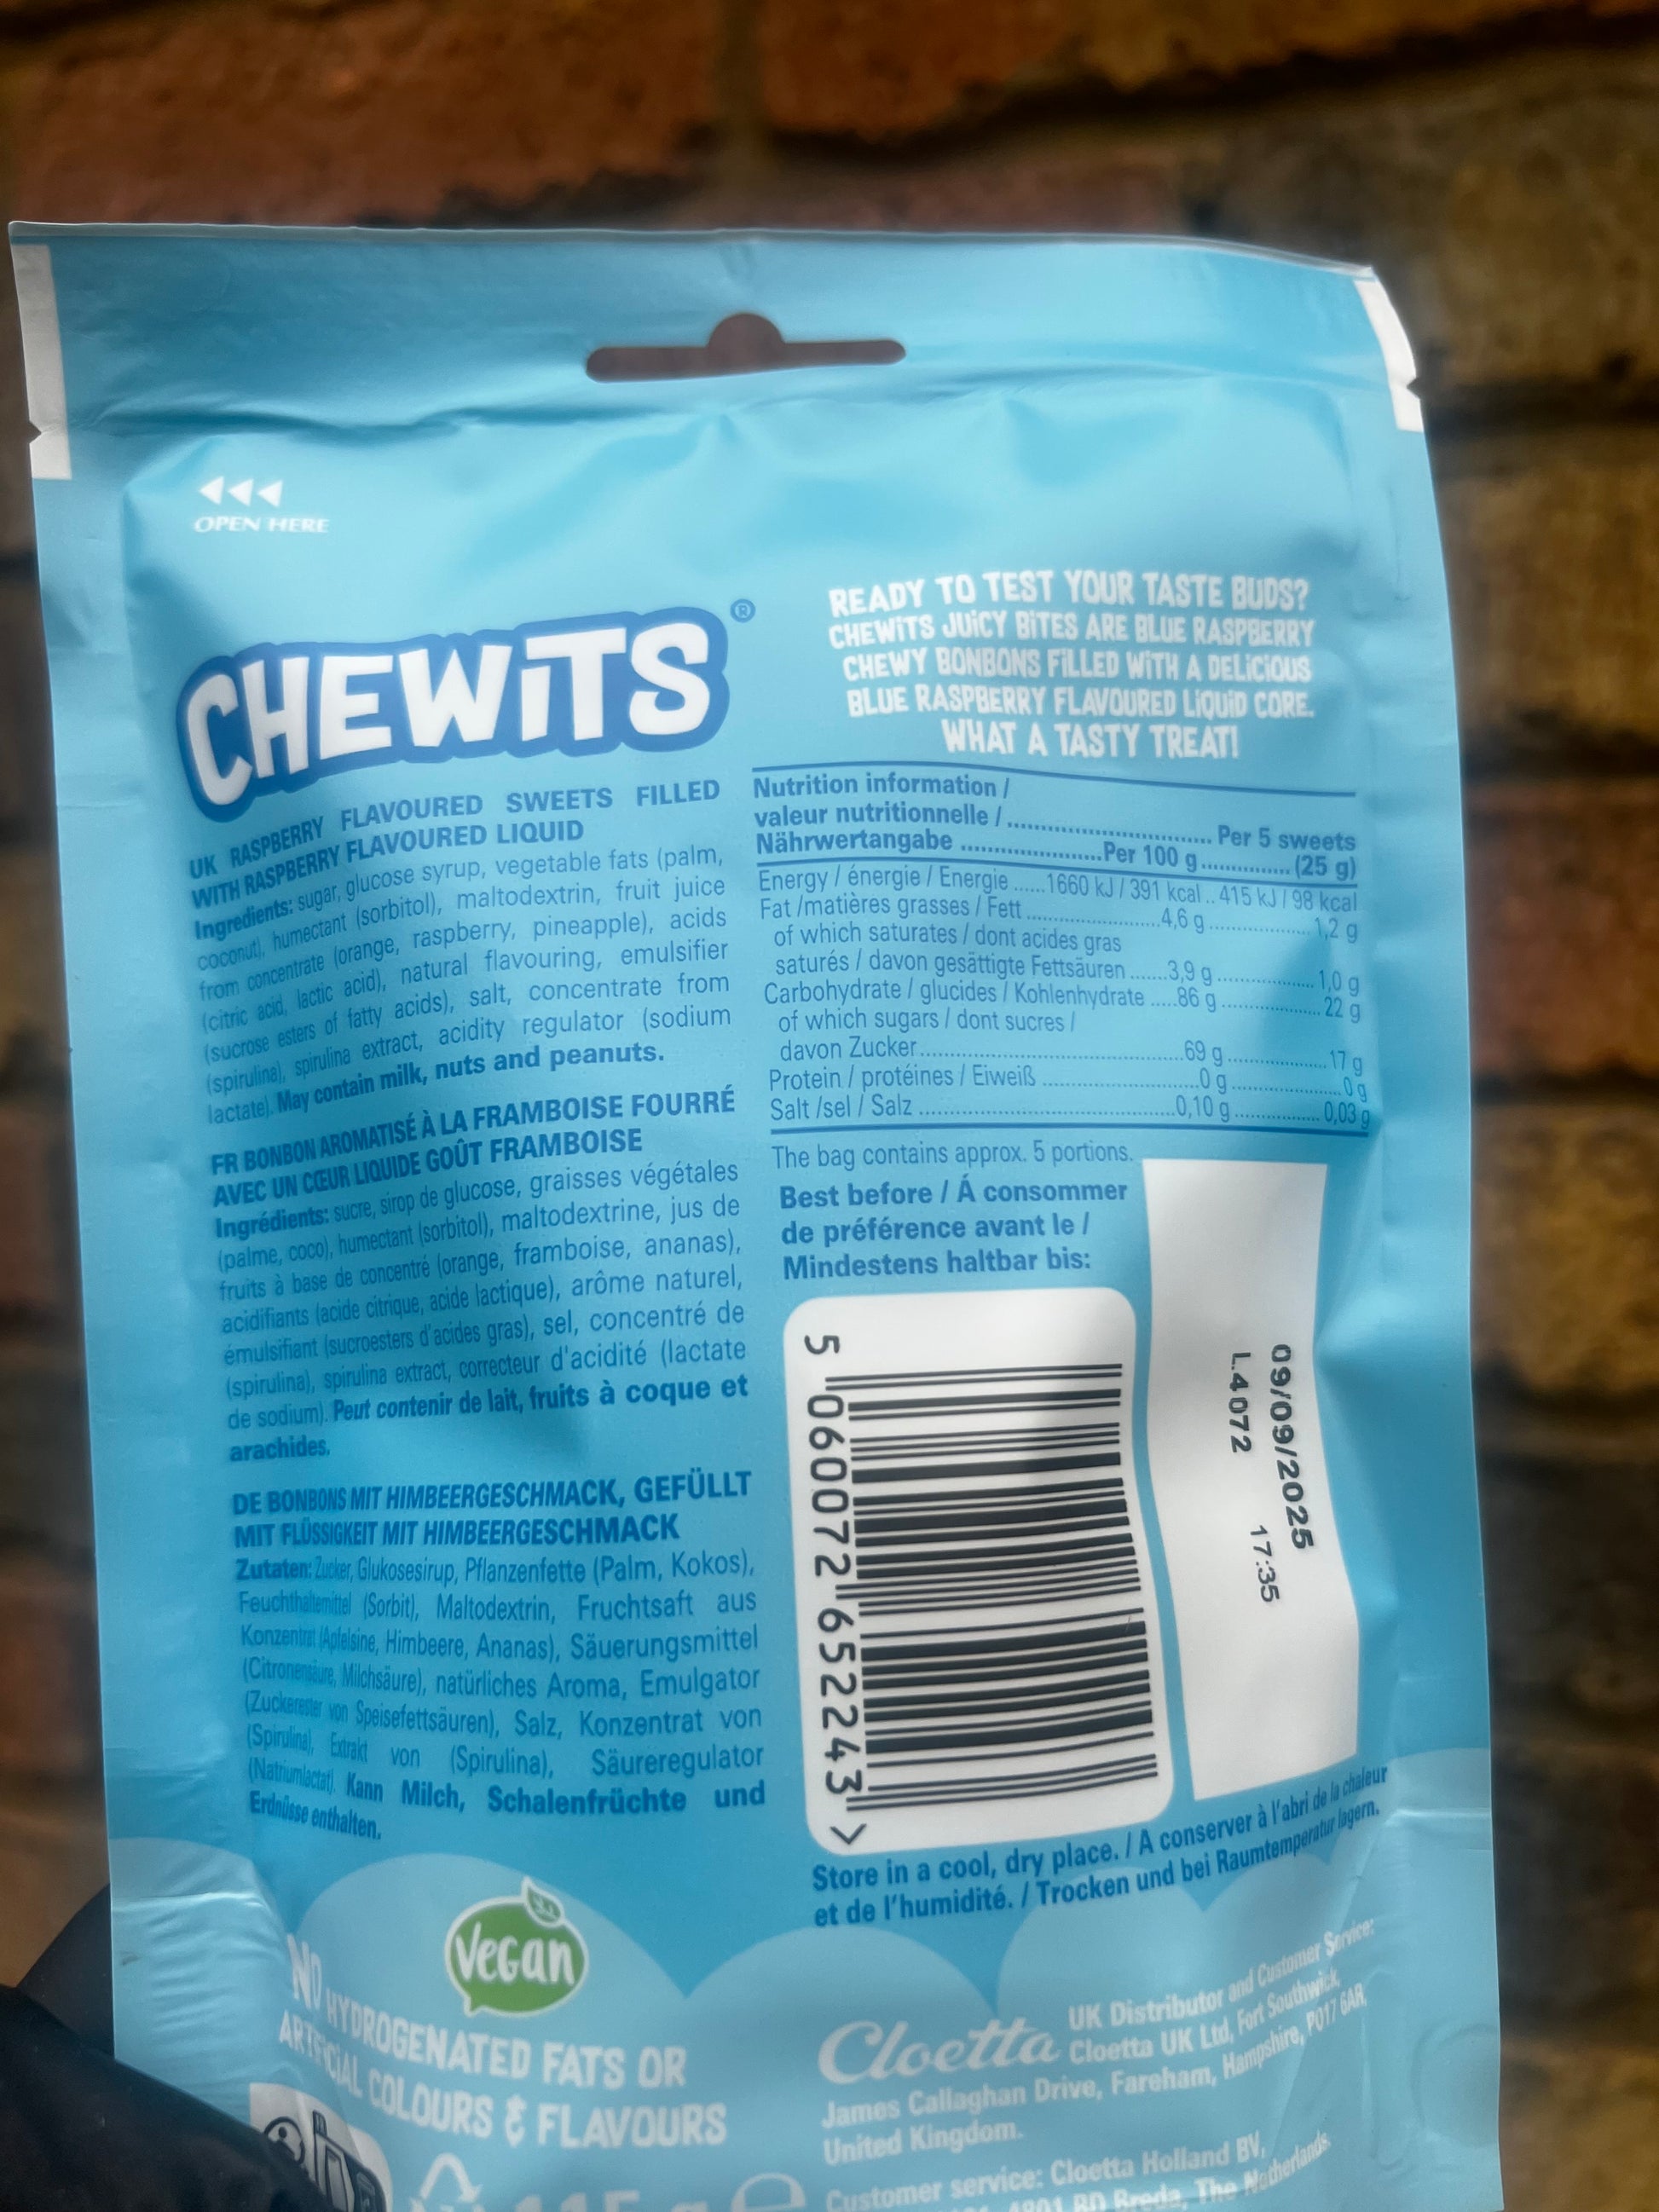 OPEN HERE
CHEWiTS®
READY TO TEST YOUR TASTE BUDS?
CHEWiTS JUiCY BiTES ARE BLUE RASPBERRY
CHEWY BONBONS FiLLED WiTH A DELiCiOUS
BLUE RASPBERRY FLAVOURED LiQUiD CORE.
WHAT A TASTY TREAT!
UK RASPBERRY FLAVOURED SWEETS FILLED
WITH RASPBERRY FLAVOURED LIQUID
Ingredients: sugar, glucose syrup, vegetable fats (palm,
coconut), humectant (sorbitol), maltodextrin, fruit juice
from concentrate (orange, raspberry, pineapple), acids
(citric acid, lactic acid), natural flavouring, emulsifier
(sucrose esters of fatty acids), salt, concentrate from
(spirulina), spirulina extract, acidity regulator (sodium
lactate). May contain milk, nuts and peanuts.
FR BONBON AROMATISÉ À LA FRAMBOISE FOURRÉ
AVEC UN CŒUR LIQUIDE GOÛT FRAMBOISE
Ingrédients: sucre, sirop de glucose, graisses végétales
(palme, coco), humectant (sorbitol), maltodextrine, jus de
fruits à base de concentré (orange, framboise, ananas),
acidifiants (acide citrique, acide lactique), arôme naturel,
émulsifiant (sucroesters d'acides gras), sel, concentré de
(spirulina), spirulina extract, correcteur d'acidité (lactate
de sodium). Peut contenir de lait, fruits à coque et
arachides.
DE BONBONS MIT HIMBEERGESCHMACK, GEFÜLLT
MIT FLÜSSIGKEIT MIT HIMBEERGESCHMACK
Zutaten: Zucker, Glukosesirup, Pflanzenfette (Palm, Kokos),
Feuchthaltemittel (Sorbit), Maltodextrin, Fruchtsaft aus
Konzentrat (Apfelsine, Himbeere, Ananas), Säuerungsmittel
(Citronensäure, Milchsäure), natürliches Aroma, Emulgator
(Zuckerester von Speisefettsäuren), Salz, Konzentrat von
(Spirulina), Extrakt von (Spirulina), Säureregulator
(Natriumlactat). Kann Milch, Schalenfrüchte und
Erdnüsse enthalten.
Nutrition information /
valeur nutritionnelle / ........ Per 5 sweets
Nährwertangabe ........Per 100 g........(25 g)
Energy / énergie / Energie ......1660 kJ / 391 kcal .. 415 kJ / 98 kcal
Fat /matières grasses / Fett ........4,6 g........1,2 g
of which saturates / dont acides gras
saturés / davon gesättigte Fettsäuren ......3,9 g........1,0 g
Carbohydrate / glucides / Kohlenhydrate .....86 g........22 g
of which sugars / dont sucres /
davon Zucker........69 g........17 g
Protein / protéines / Eiweiß ........0 g........0 g
Salt /sel / Salz ........0,10 g........0,03 g
The bag contains approx. 5 portions.
Best before / Á consommer
de préférence avant le /
Mindestens haltbar bis:
09/09/2025
L4072 17:35
5 060072 652243 >
Store in a cool, dry place. / A conserver à l'abri de la chaleur
et de l'humidité. / Trocken und bei Raumtemperatur lagern.
Vegan
NO HYDROGENATED FATS OR
ARTiFiCiAL COLOURS & FLAVOURS
Cloetta
UK Distributor and Customer Service:
Cloetta UK Ltd, Fort Southwick,
James Callaghan Drive, Fareham, Hampshire, PO17 6AR,
United Kingdom.
Customer service: Cloetta Holland BV,
4801 BD Breda, The Netherlands